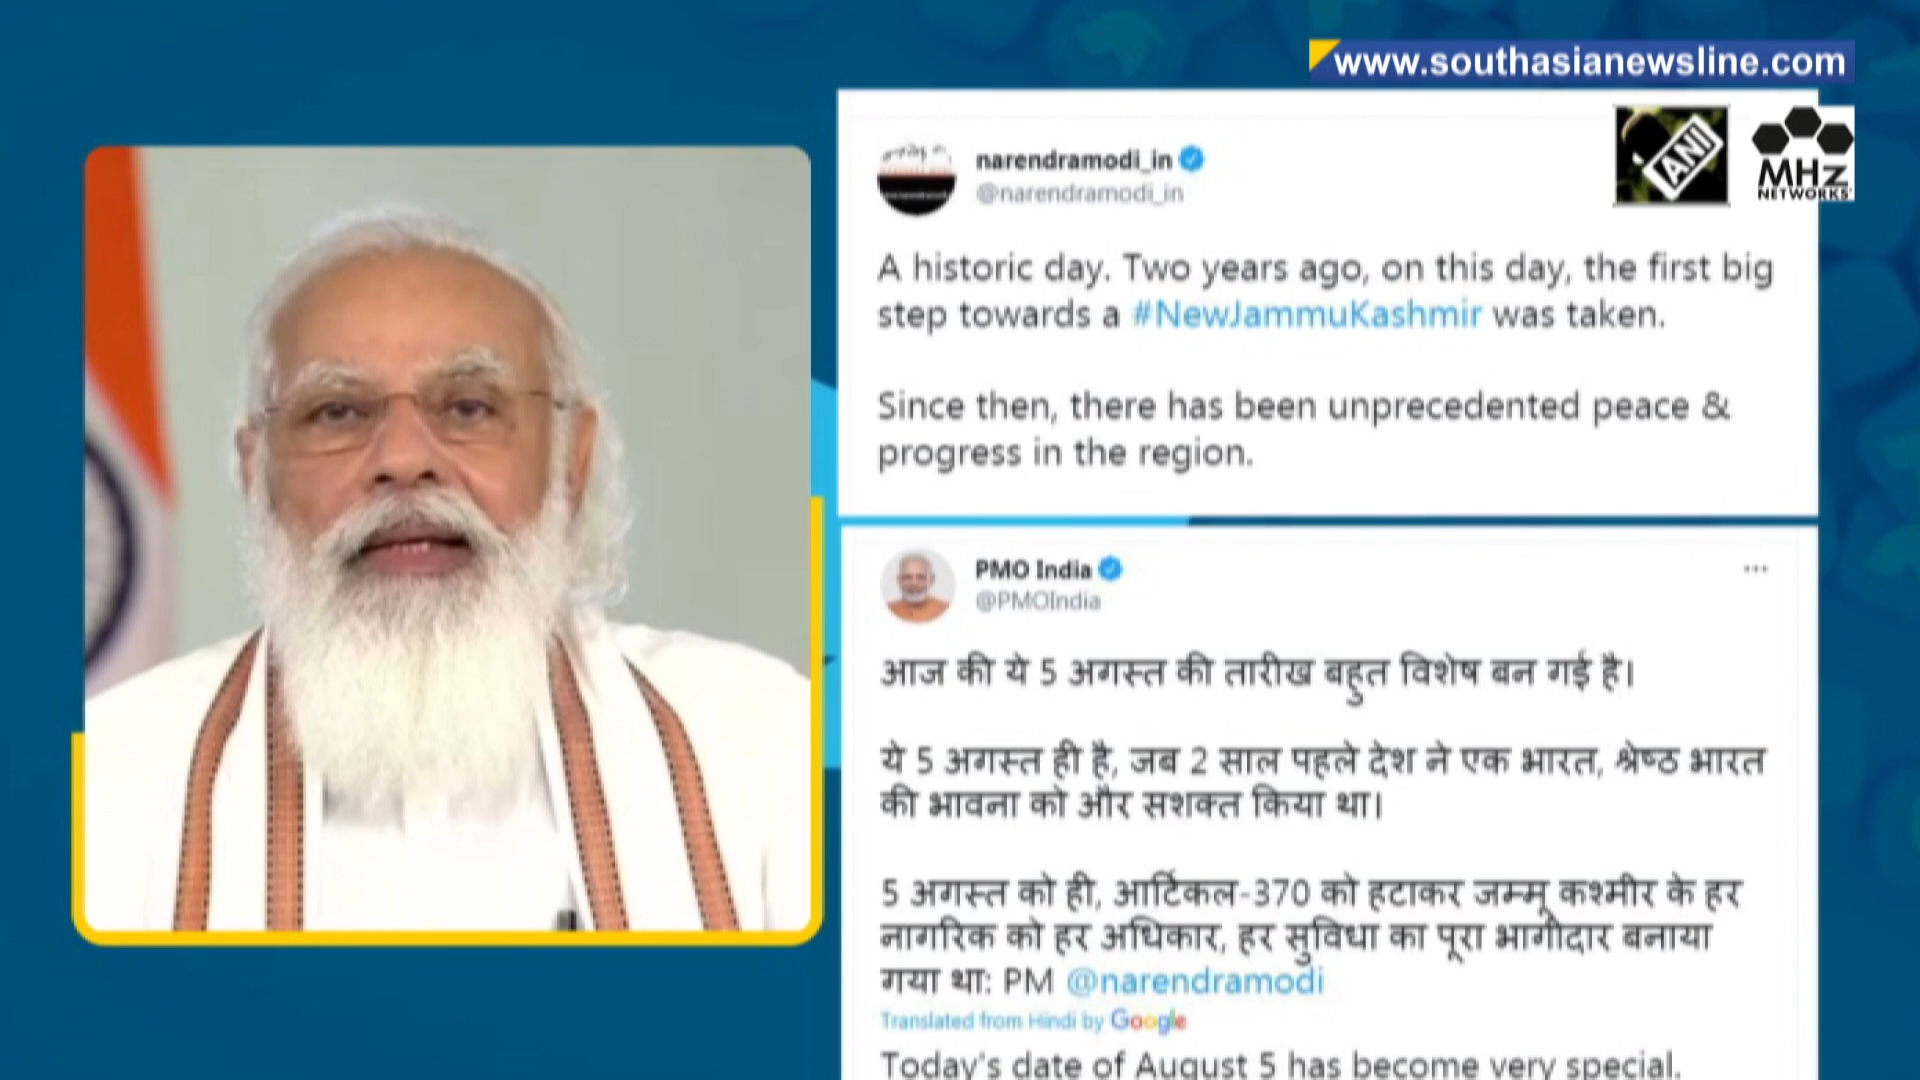 www.southasianewsline.com
ANI
MHz
NETWORKS
narendramodi_in
@narendramodi_in
A historic day. Two years ago, on this day, the first big
step towards a #NewJammuKashmir was taken.
Since then, there has been unprecedented peace &
progress in the region.
PMO India
@PMOIndia
आज की ये 5 अगस्त की तारीख बहुत विशेष बन गई है।
ये 5 अगस्त ही है, जब 2 साल पहले देश ने एक भारत, श्रेष्ठ भारत
की भावना को और सशक्त किया था।
5 अगस्त को ही, आर्टिकल-370 को हटाकर जम्मू कश्मीर के हर
नागरिक को हर अधिकार, हर सुविधा का पूरा भागीदार बनाया
गया था: PM @narendramodi
Translated from Hindi by Google
Today's date of August 5 has become very special.